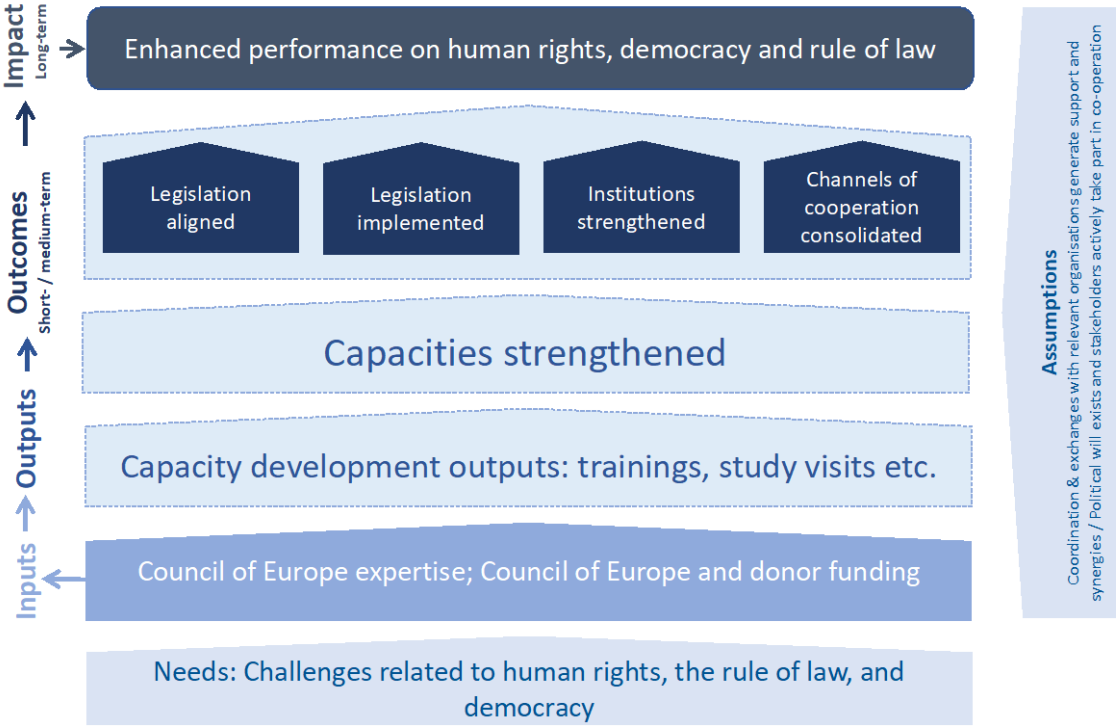 Impact
Long-term
Enhanced performance on human rights, democracy and rule of law
Outcomes
Short- / medium-term
Legislation
aligned
Legislation
implemented
Institutions
strengthened
Channels of
cooperation
consolidated
Capacities strengthened
Outputs
Capacity development outputs: trainings, study visits etc.
Inputs
Council of Europe expertise; Council of Europe and donor funding
Needs: Challenges related to human rights, the rule of law, and
democracy
Assumptions
Coordination & exchanges with relevant organisations generate support and
synergies / Political will exists and stakeholders actively take part in co-operation